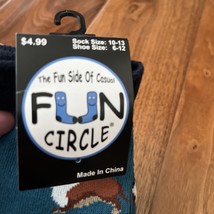 $4.99
Sock Size: 10-13
Shoe Size: 6-12
The Fun Side Of Casual
FUN
CIRCLE®
Made In China